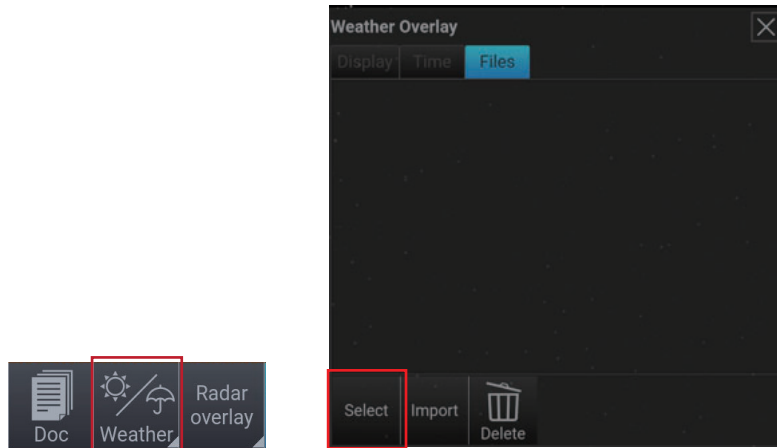 Weather Overlay
Display Time Files
Select Import Delete
Doc Weather Radar
overlay